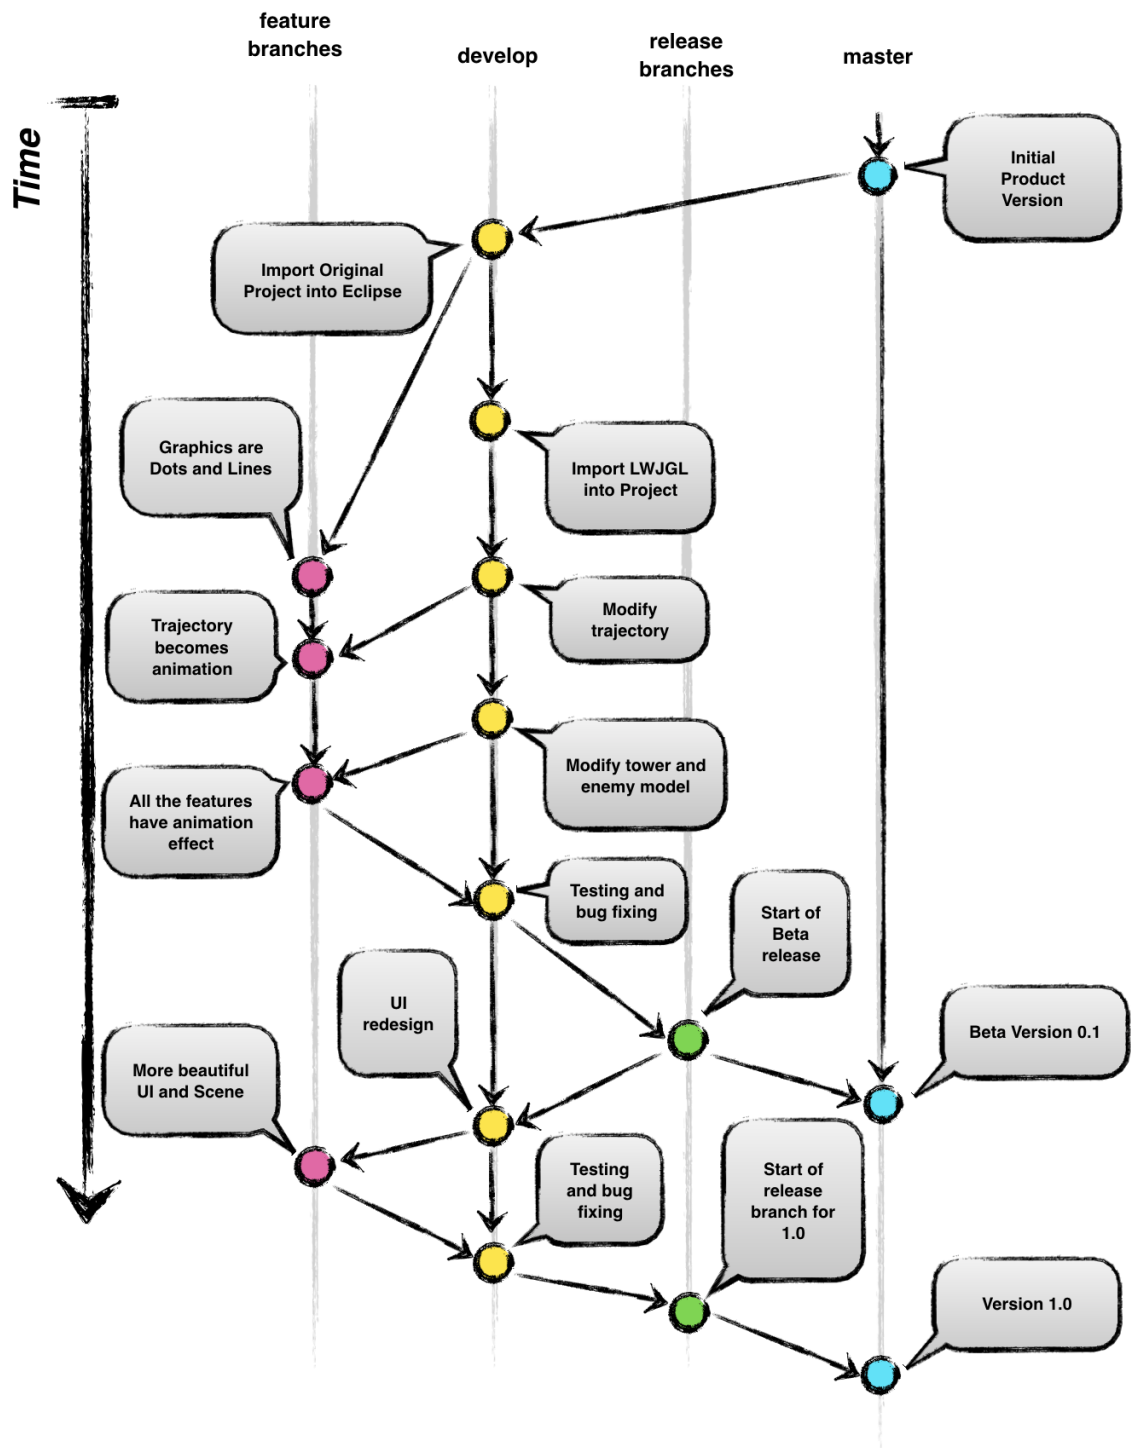 feature
branches
develop
release
branches
master
Time
Initial
Product
Version
Import Original
Project into Eclipse
Graphics are
Dots and Lines
Import LWJGL
into Project
Trajectory
becomes
animation
Modify
trajectory
Modify tower and
enemy model
All the features
have animation
effect
Testing and
bug fixing
Start of
Beta
release
UI
redesign
Beta Version 0.1
More beautiful
UI and Scene
Testing
and bug
fixing
Start of
release
branch for
1.0
Version 1.0